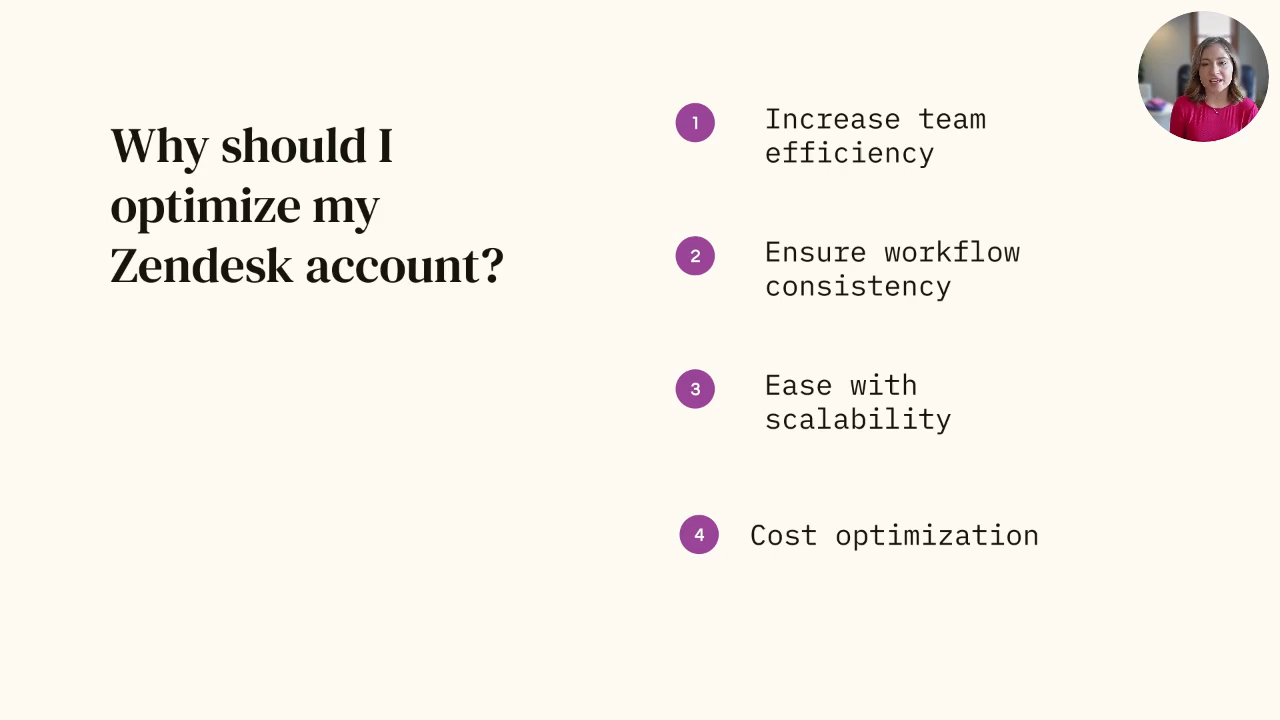 Why should I
optimize my
Zendesk account?
1
Increase team
efficiency
2
Ensure workflow
consistency
3
Ease with
scalability
4
Cost optimization